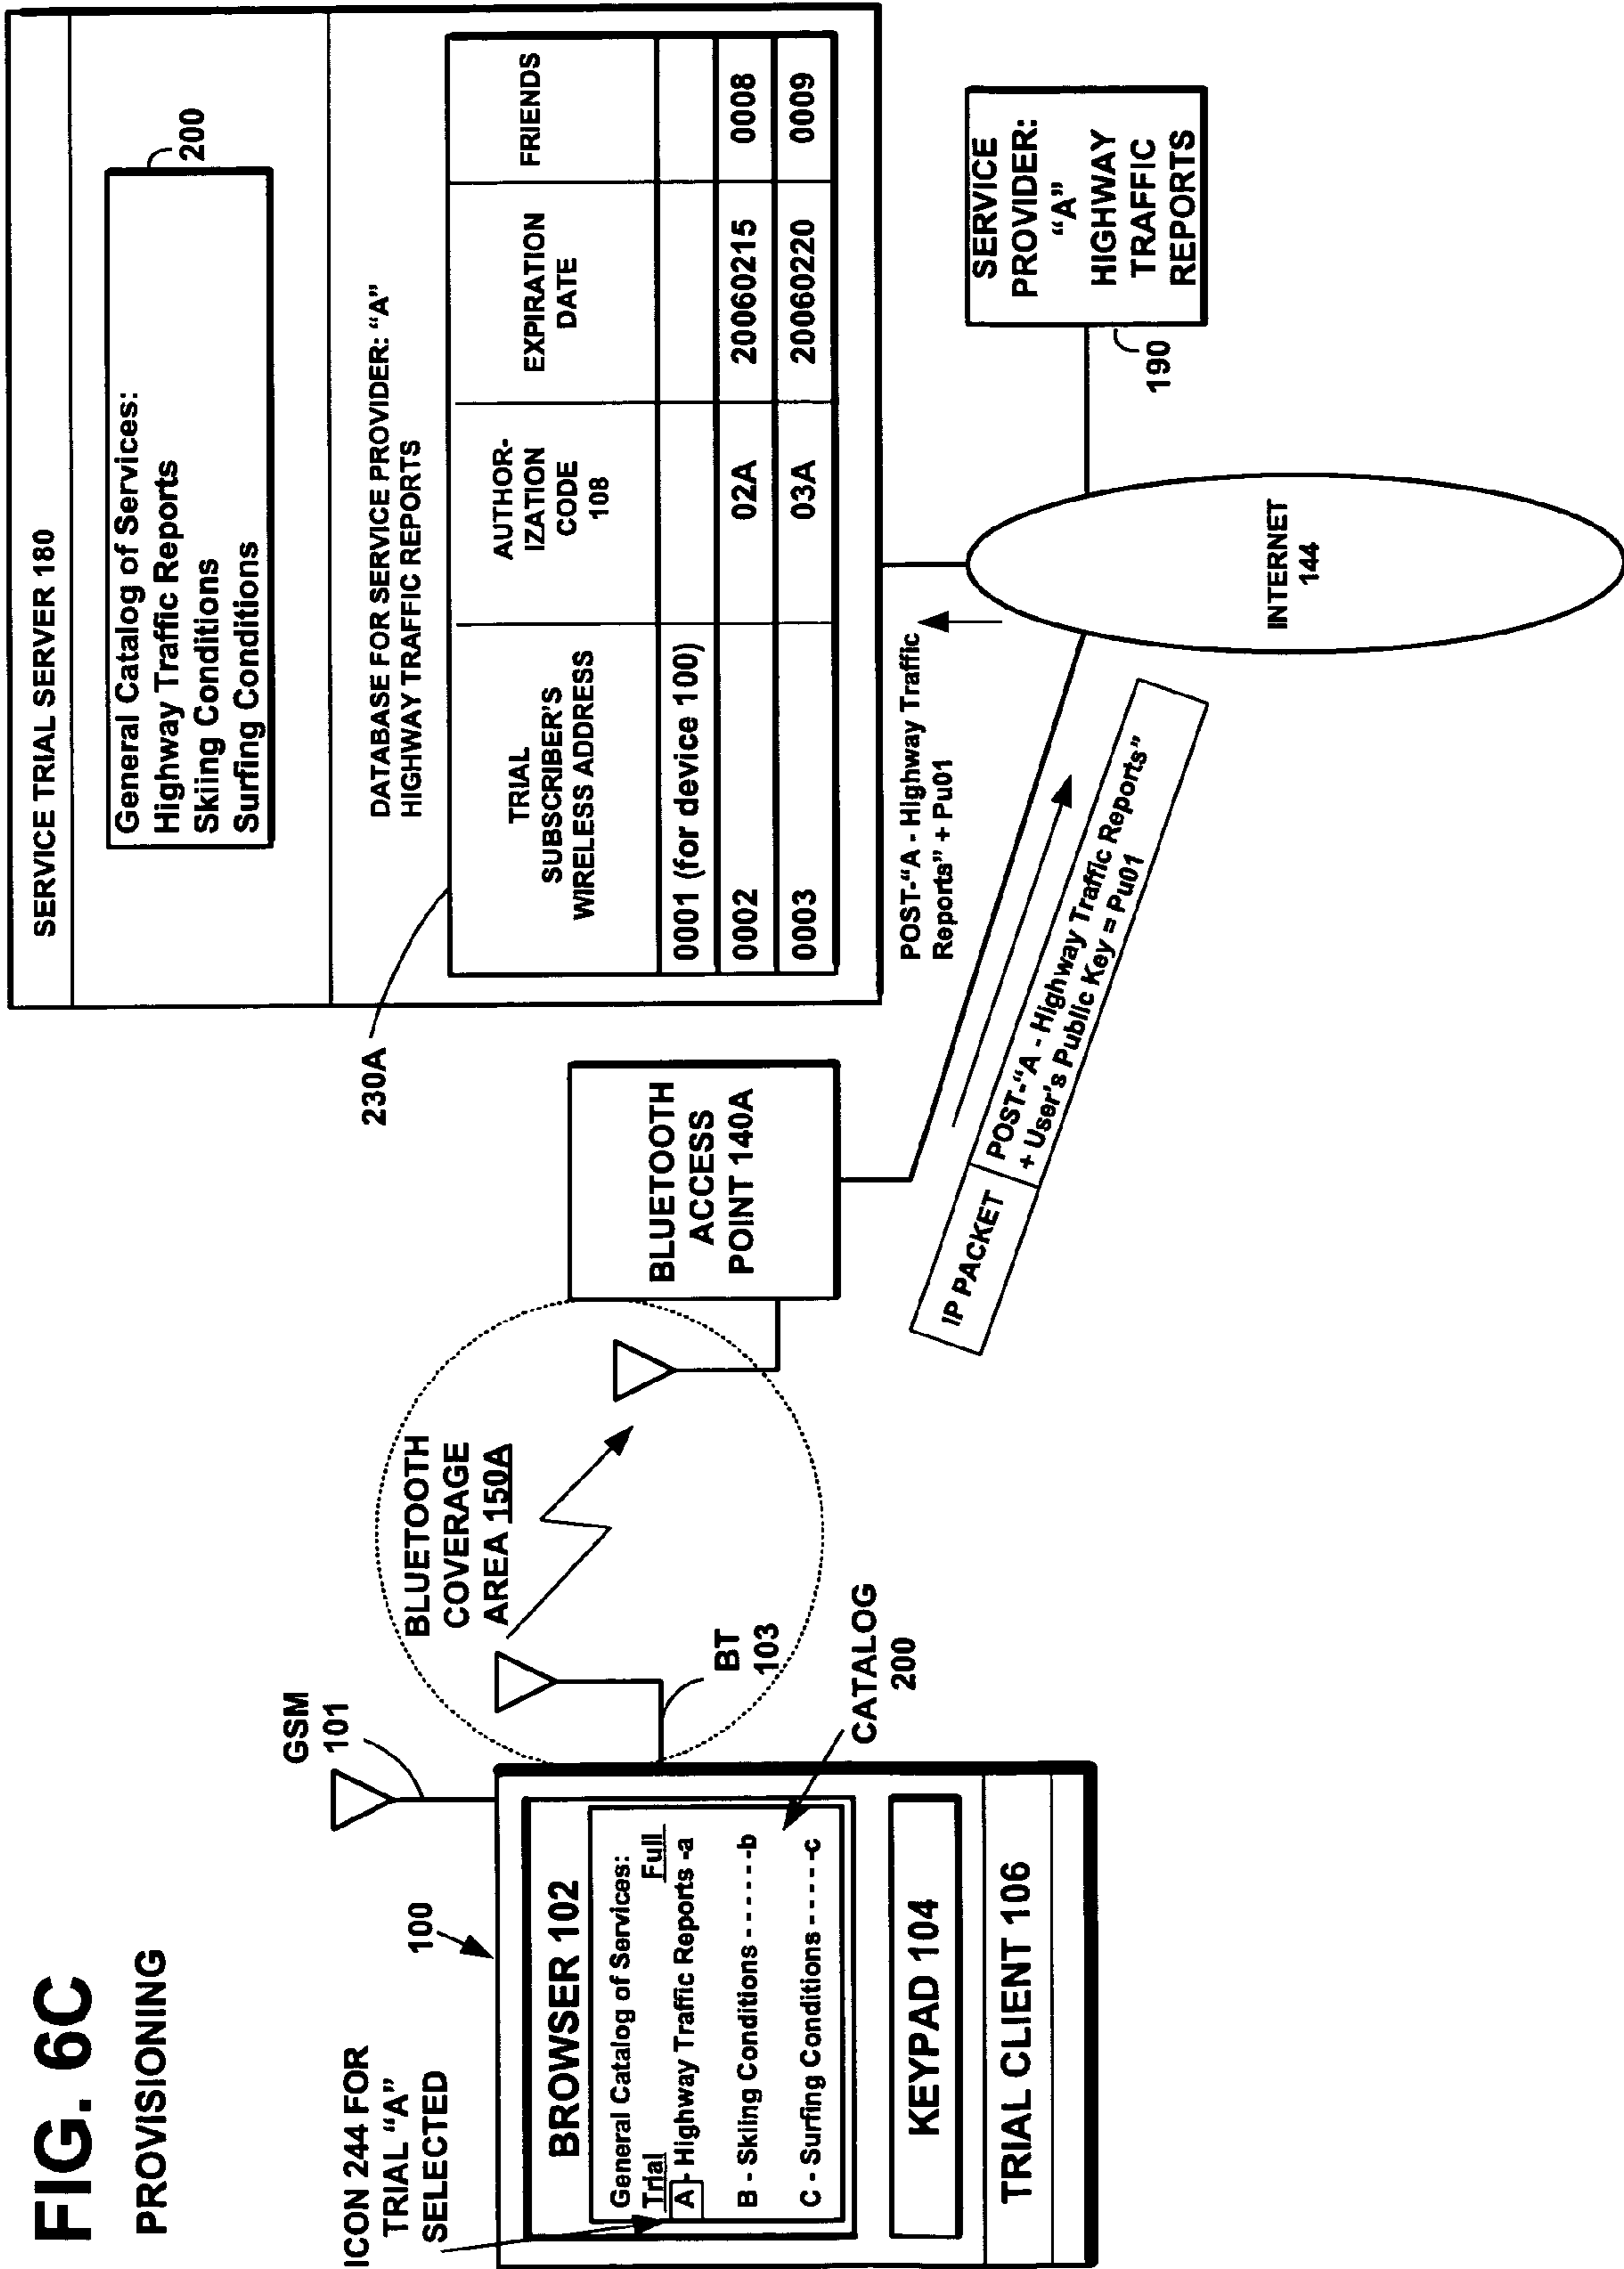 FIG. 6C
PROVISIONING
ICON 244 FOR
TRIAL “A”
SELECTED
100
GSM
101
BROWSER 102
General Catalog of Services:
Trial Full
A - Highway Traffic Reports -a
B - Skiing Conditions - - - - - -b
C - Surfing Conditions - - - - -c
KEYPAD 104
TRIAL CLIENT 106
BT
103
CATALOG
200
BLUETOOTH
COVERAGE
AREA 150A
BLUETOOTH
ACCESS
POINT 140A
IP PACKET
POST-“A - Highway Traffic Reports”
+ User's Public Key = Pu01
POST-“A - Highway Traffic
Reports” + Pu01
INTERNET
144
SERVICE TRIAL SERVER 180
General Catalog of Services:
Highway Traffic Reports
Skiing Conditions
Surfing Conditions
200
DATABASE FOR SERVICE PROVIDER: “A”
HIGHWAY TRAFFIC REPORTS
230A
TRIAL
SUBSCRIBER'S
WIRELESS ADDRESS
AUTHOR-
IZATION
CODE
108
EXPIRATION
DATE
FRIENDS
0001 (for device 100)
0002 02A 20060215 0008
0003 03A 20060220 0009
SERVICE
PROVIDER:
“A”
HIGHWAY
TRAFFIC
REPORTS
190